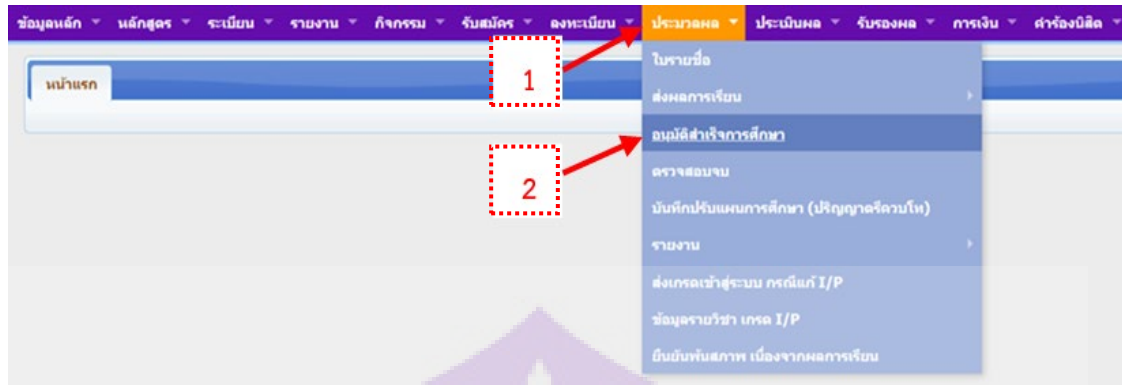 ข้อมูลหลัก หลักสูตร ระเบียน รายงาน กิจกรรม รับสมัคร ลงทะเบียน ประมวลผล ประเมินผล รับรองผล การเงิน คำร้องนิสิต
หน้าแรก
1
2
ใบรายชื่อ
ส่งผลการเรียน
อนุมัติสำเร็จการศึกษา
ตรวจสอบจบ
บันทึกปรับแผนการศึกษา (ปริญญาตรีควบโท)
รายงาน
ส่งเกรดเข้าสู่ระบบ กรณีแก้ I/P
ข้อมูลรายวิชา เกรด I/P
ยืนยันพ้นสภาพ เนื่องจากผลการเรียน